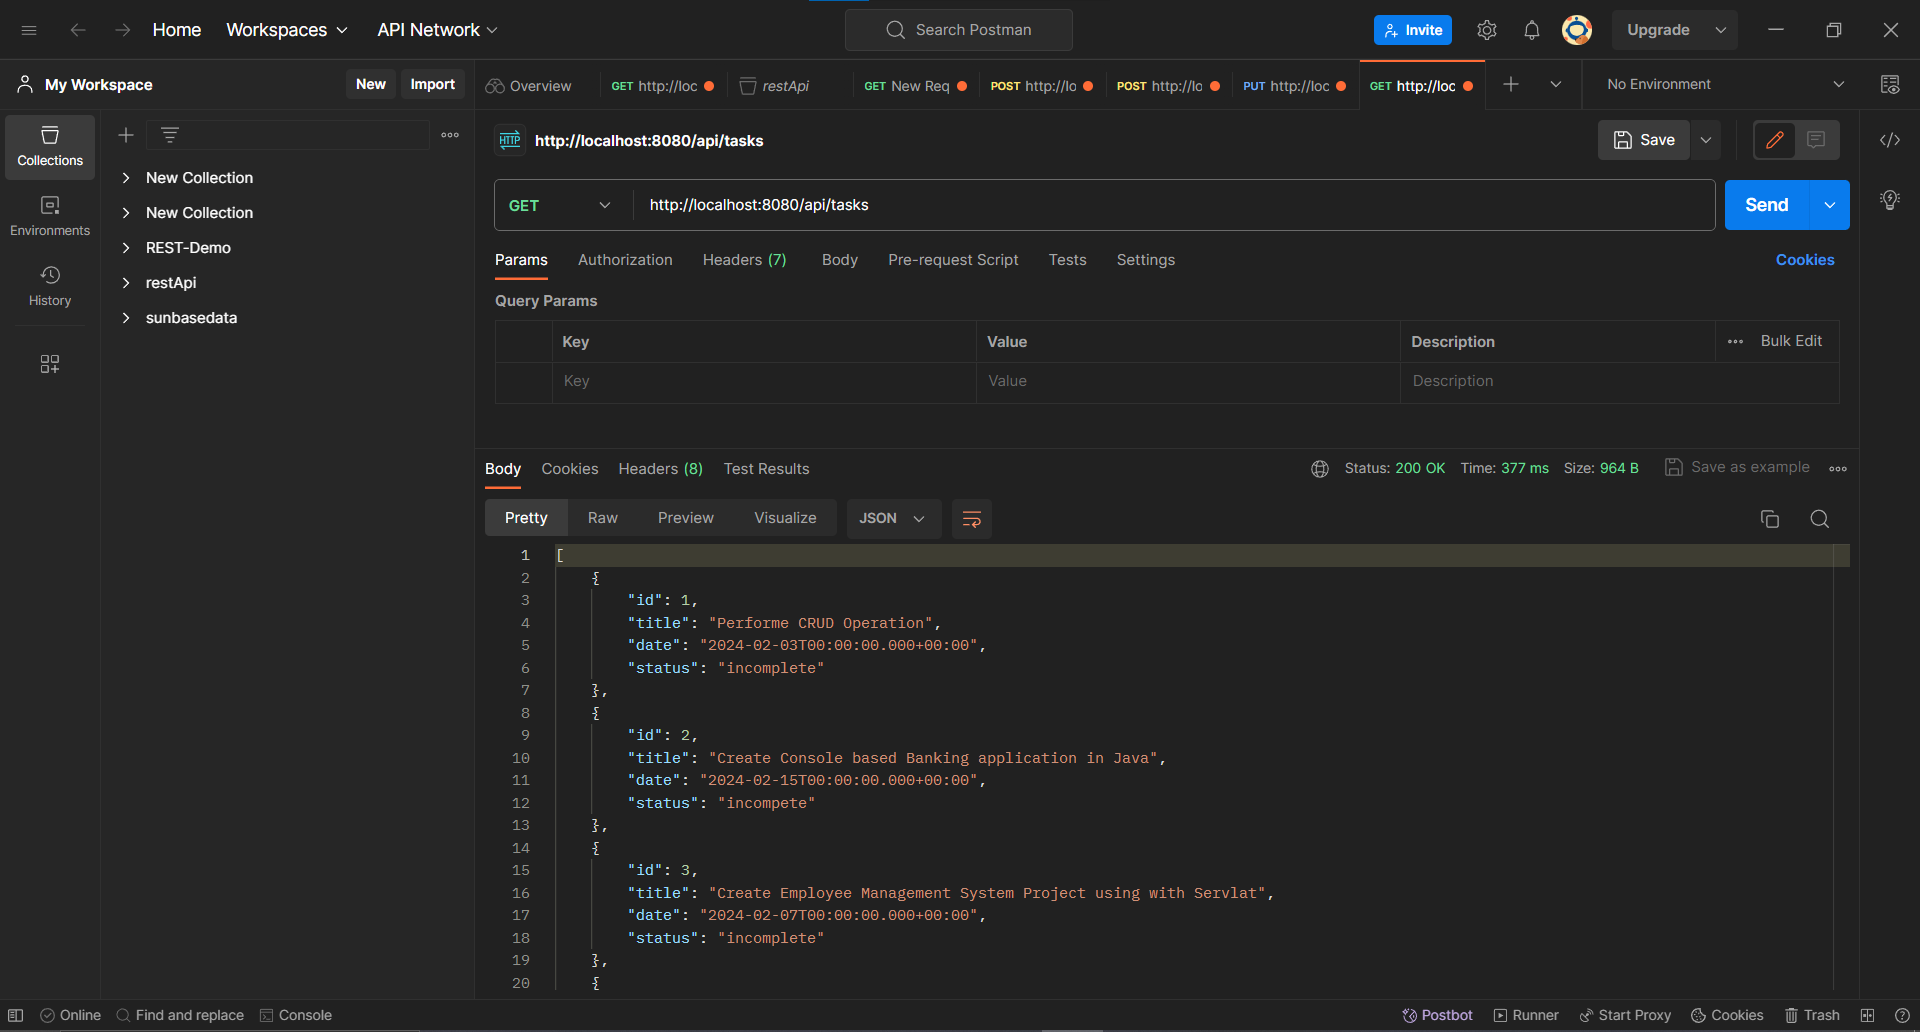 Home Workspaces API Network Search Postman Invite Upgrade
My Workspace New Import Overview GET http://loc restApi GET New Req POST http://lo POST http://lo PUT http://loc GET http://loc No Environment
Collections
Environments
History
New Collection
New Collection
REST-Demo
restApi
sunbasedata
HTTP http://localhost:8080/api/tasks Save
GET http://localhost:8080/api/tasks Send
Params Authorization Headers (7) Body Pre-request Script Tests Settings Cookies
Query Params
Key Value Description Bulk Edit
Key Value Description
Body Cookies Headers (8) Test Results Status: 200 OK Time: 377 ms Size: 964 B Save as example
Pretty Raw Preview Visualize JSON
1 [
2 {
3 "id": 1,
4 "title": "Performe CRUD Operation",
5 "date": "2024-02-03T00:00:00.000+00:00",
6 "status": "incomplete"
7 },
8 {
9 "id": 2,
10 "title": "Create Console based Banking application in Java",
11 "date": "2024-02-15T00:00:00.000+00:00",
12 "status": "incompete"
13 },
14 {
15 "id": 3,
16 "title": "Create Employee Management System Project using with Servlat",
17 "date": "2024-02-07T00:00:00.000+00:00",
18 "status": "incomplete"
19 },
20 {
Online Find and replace Console Postbot Runner Start Proxy Cookies Trash